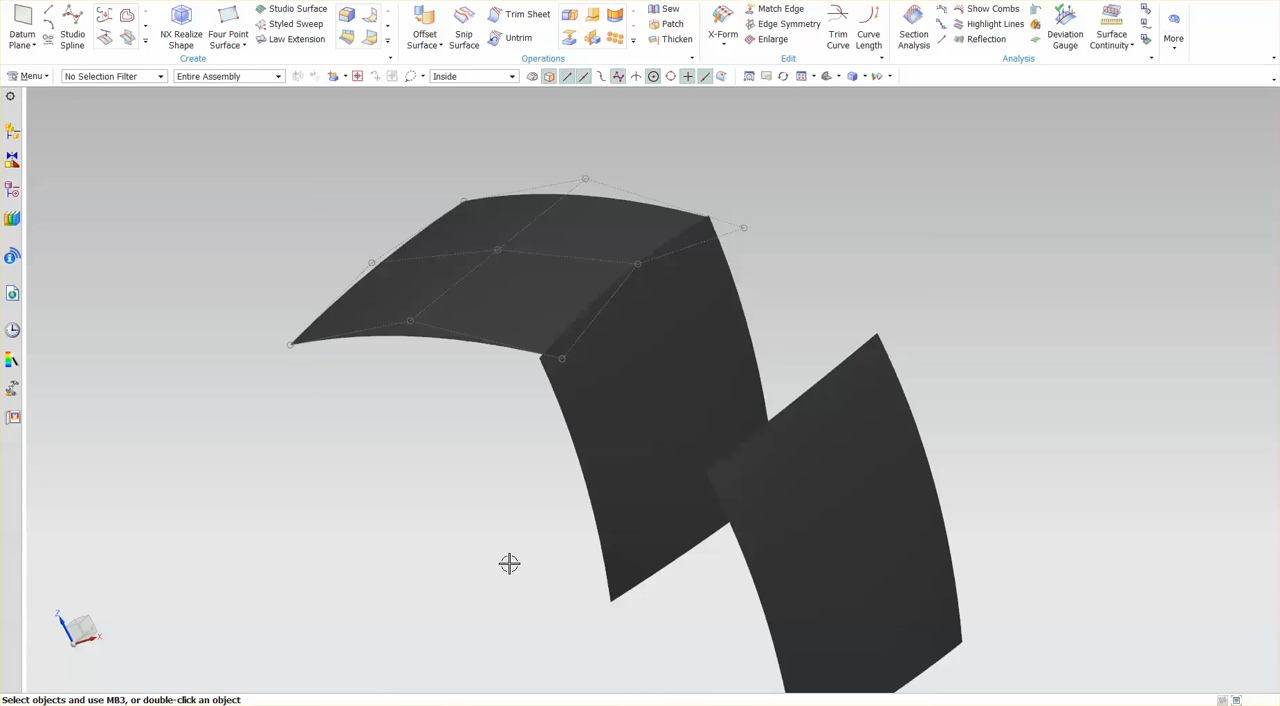 Datum Plane
Studio Spline
NX Realize Shape
Four Point Surface
Studio Surface
Styled Sweep
Law Extension
Create
Offset Surface
Snip Surface
Trim Sheet
Untrim
Sew
Patch
Thicken
Operations
X-Form
Match Edge
Edge Symmetry
Enlarge
Trim Curve
Curve Length
Edit
Section Analysis
Show Combs
Highlight Lines
Reflection
Deviation Gauge
Surface Continuity
Analysis
More
Menu
No Selection Filter
Entire Assembly
Inside
Z
X
Select objects and use MB3, or double-click an object